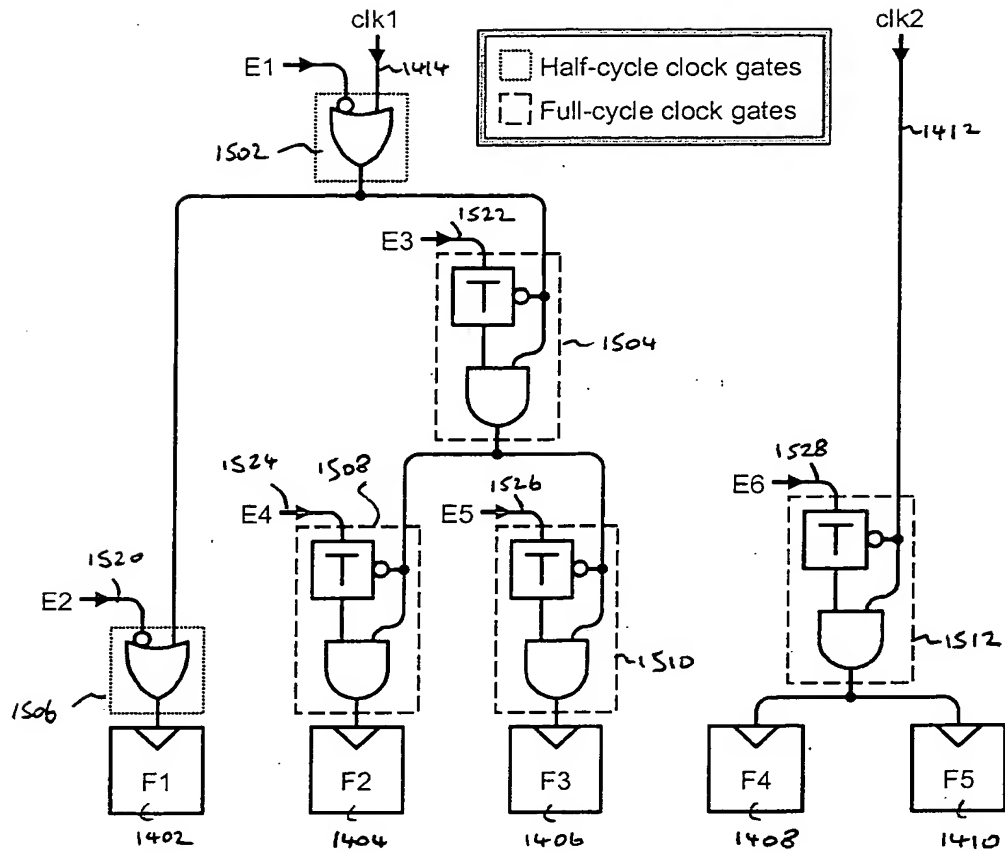 clk1
clk2
E1
1414
Half-cycle clock gates
Full-cycle clock gates
1412
1502
1522
E3
1504
1524
1508
1526
1528
E4
E5
E6
1520
E2
1510
1512
1506
F1
F2
F3
F4
F5
1402
1404
1406
1408
1410